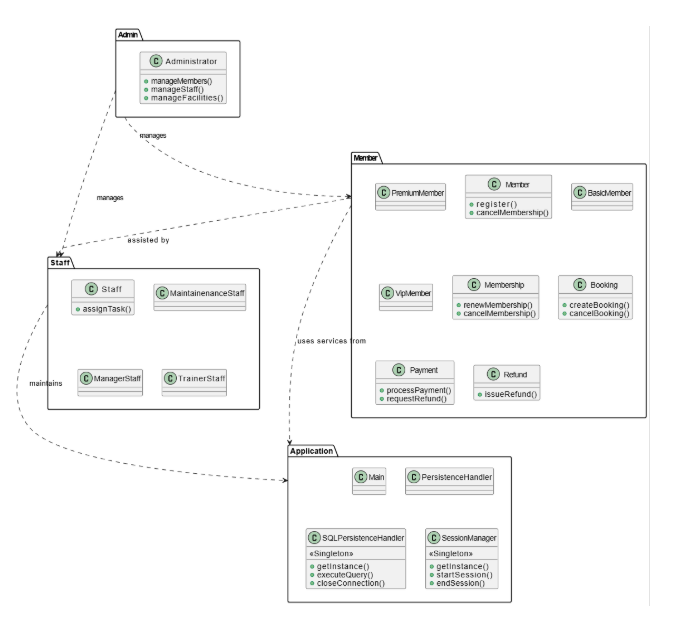 Admin
C Administrator
manageMembers()
manageStaff()
manageFacilities()
manages
manages
assisted by
Member
C PremiumMember
C Member
register()
cancelMembership()
C BasicMember
C VipMember
C Membership
renewMembership()
cancelMembership()
C Booking
createBooking()
cancelBooking()
C Payment
processPayment()
requestRefund()
C Refund
issueRefund()
Staff
C Staff
assignTask()
C MaintainenanceStaff
C ManagerStaff
C TrainerStaff
maintains
uses services from
Application
C Main
C PersistenceHandler
C SQLPersistenceHandler
«Singleton»
getInstance()
executeQuery()
closeConnection()
C SessionManager
«Singleton»
getInstance()
startSession()
endSession()